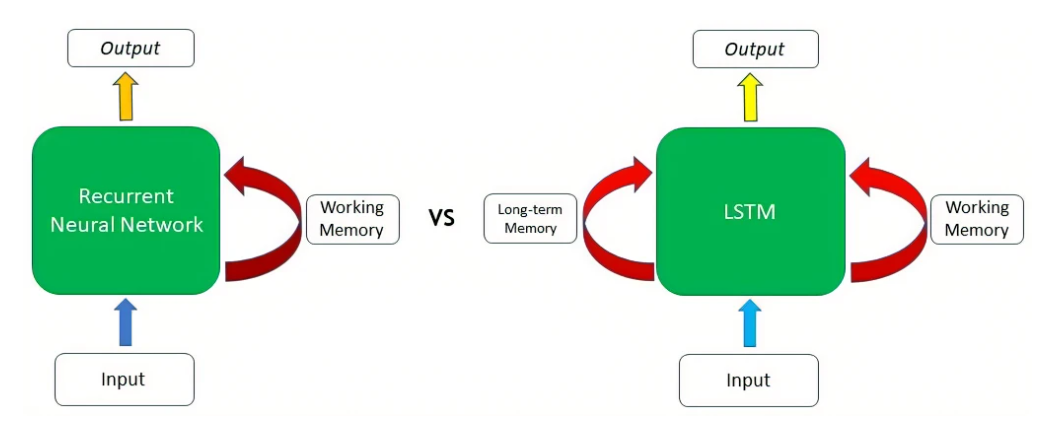 Output
Recurrent
Neural Network
Working
Memory
Input
VS
Output
Long-term
Memory
LSTM
Working
Memory
Input